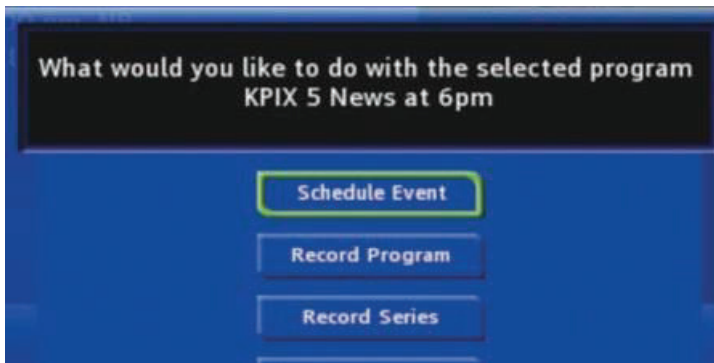 What would you like to do with the selected program
KPIX 5 News at 6pm
Schedule Event
Record Program
Record Series